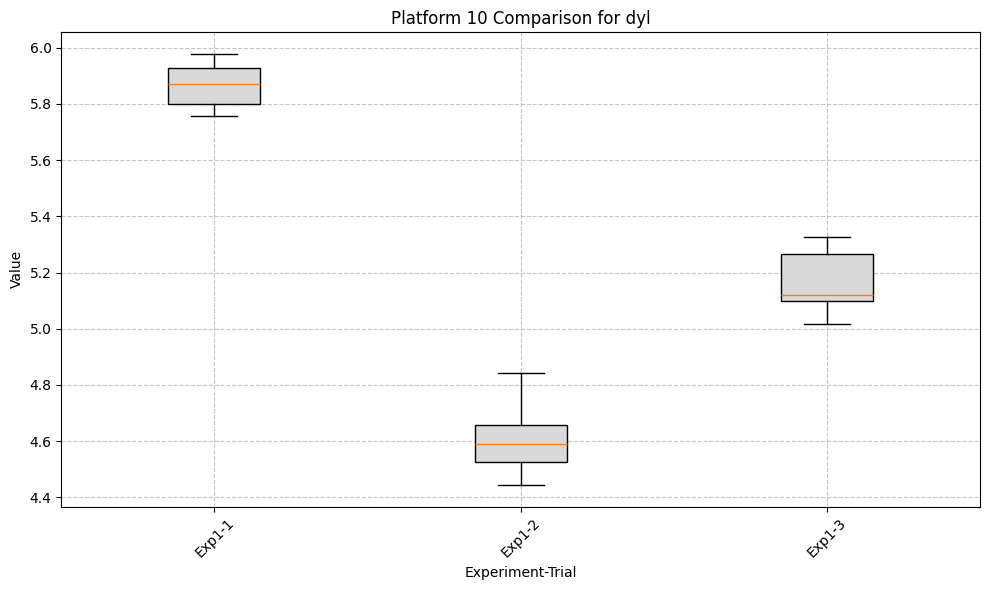 Platform 10 Comparison for dyl
Value
6.0
5.8
5.6
5.4
5.2
5.0
4.8
4.6
4.4
Exp1-1
Exp1-2
Exp1-3
Experiment-Trial